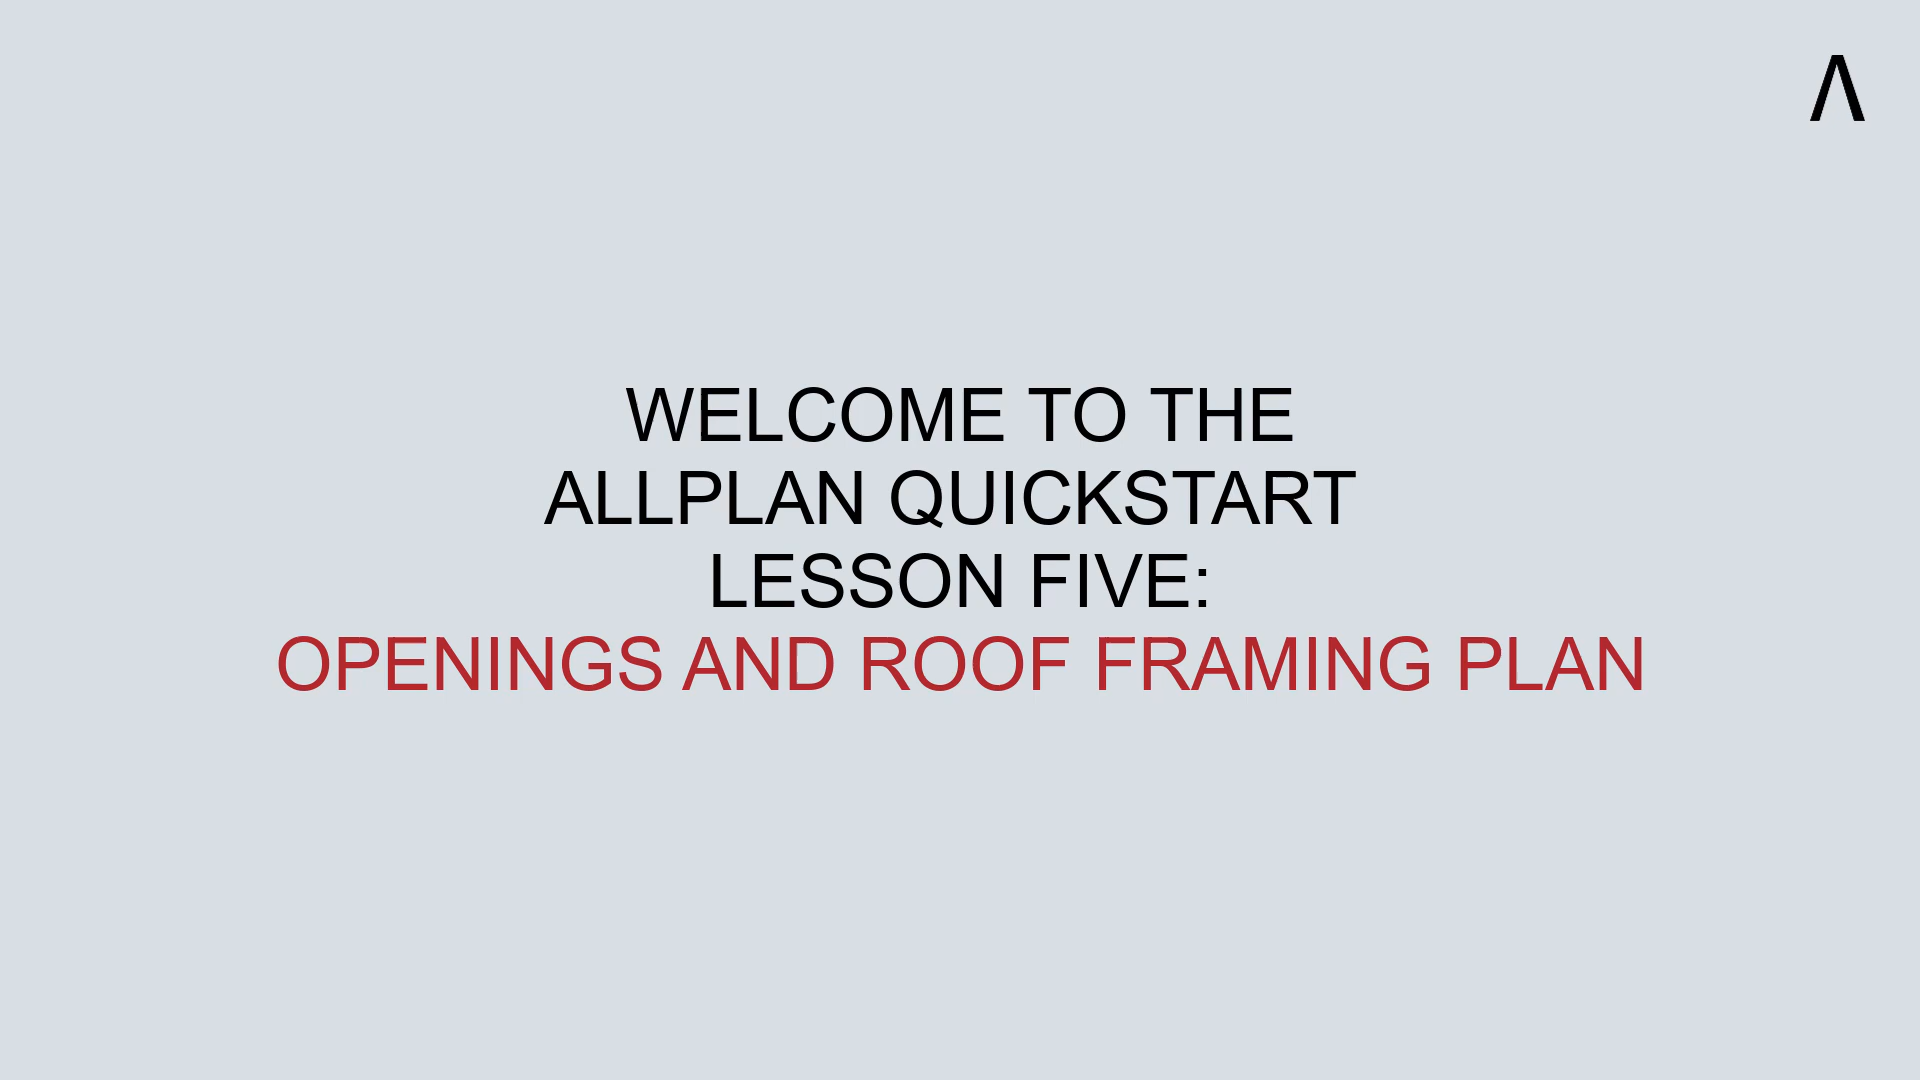 WELCOME TO THE
ALLPLAN QUICKSTART
LESSON FIVE:
OPENINGS AND ROOF FRAMING PLAN